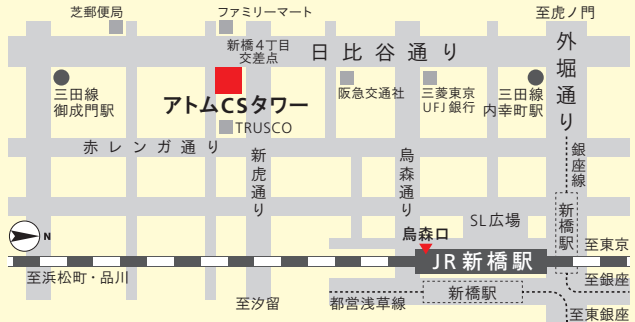 芝郵便局
ファミリーマート
至虎ノ門
新橋4丁目
交差点
日比谷通り
外堀通り
三田線
御成門駅
アトムCSタワー
TRUSCO
阪急交通社
三菱東京
UFJ銀行
三田線
内幸町駅
赤レンガ通り
新虎通り
烏森通り
銀座線
新橋駅
SL広場
烏森口
N
JR新橋駅
至東京
至浜松町・品川
至銀座
新橋駅
至汐留
都営浅草線
至東銀座